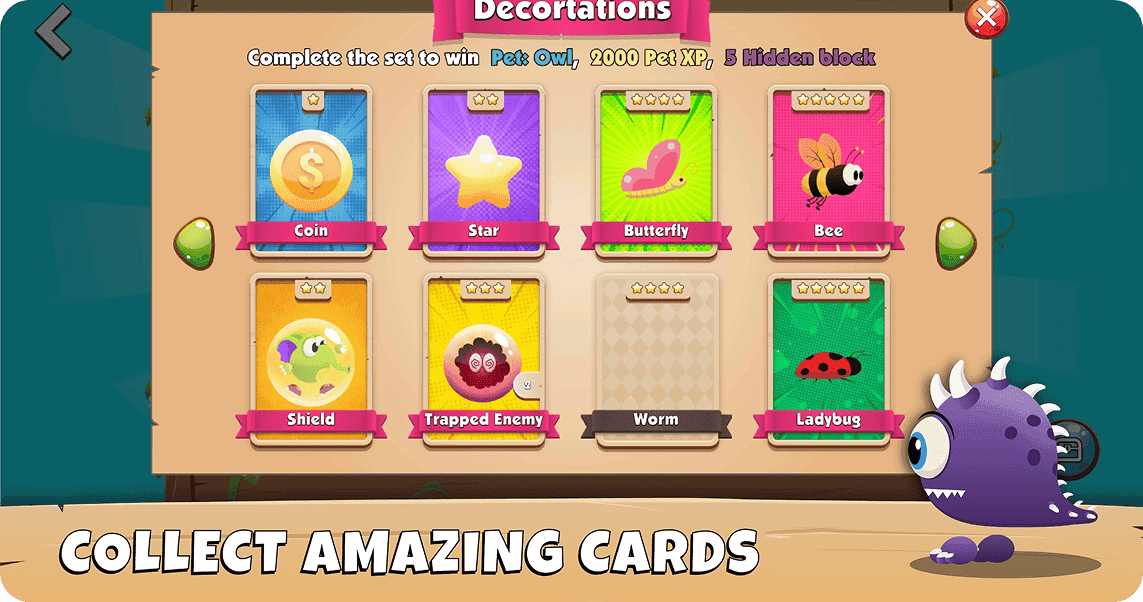 Decortations
Complete the set to win Pet: Owl, 2000 Pet XP, 5 Hidden block
$
Coin
Star
Butterfly
Bee
2
Shield
Trapped Enemy
Worm
Ladybug
COLLECT AMAZING CARDS